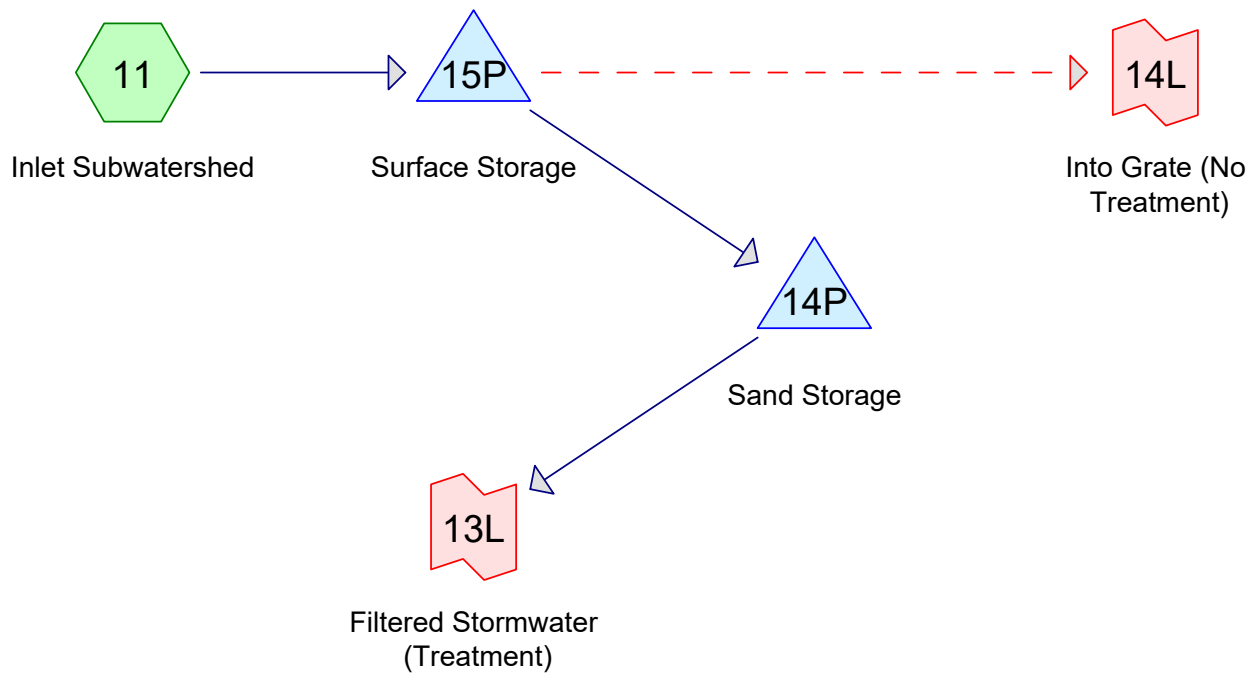 11
15P
14L
Inlet Subwatershed
Surface Storage
Into Grate (No
Treatment)
14P
Sand Storage
13L
Filtered Stormwater
(Treatment)